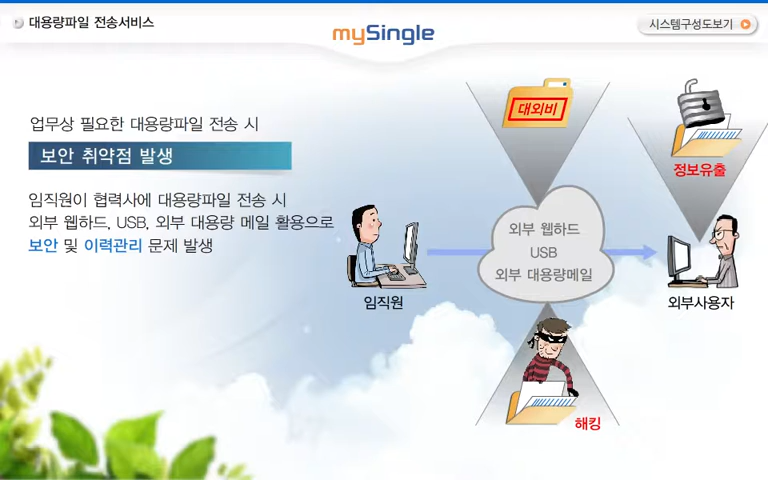 대용량파일 전송서비스
mySingle
시스템구성도보기
업무상 필요한 대용량파일 전송 시
보안 취약점 발생
임직원이 협력사에 대용량파일 전송 시
외부 웹하드, USB, 외부 대용량 메일 활용으로
보안 및 이력관리 문제 발생
대외비
정보유출
외부 웹하드
USB
외부 대용량메일
임직원
외부사용자
해킹